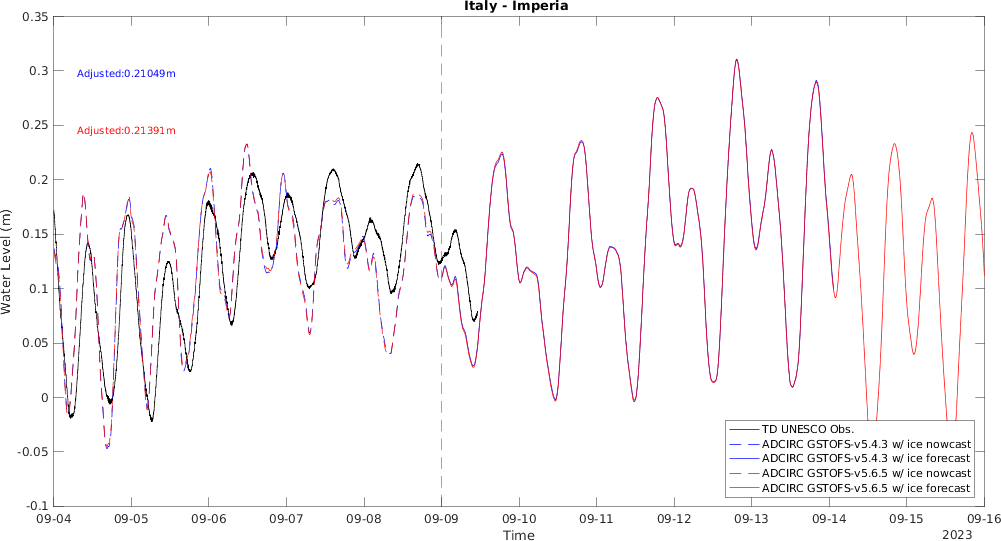 Italy - Imperia
0.35
0.3
0.25
0.2
0.15
0.1
0.05
0
-0.05
-0.1
Water Level (m)
Adjusted:0.21049m
Adjusted:0.21391m
TD UNESCO Obs.
ADCIRC GSTOFS-v5.4.3 w/ ice nowcast
ADCIRC GSTOFS-v5.4.3 w/ ice forecast
ADCIRC GSTOFS-v5.6.5 w/ ice nowcast
ADCIRC GSTOFS-v5.6.5 w/ ice forecast
09-04 09-05 09-06 09-07 09-08 09-09 09-10 09-11 09-12 09-13 09-14 09-15 09-16
Time
2023